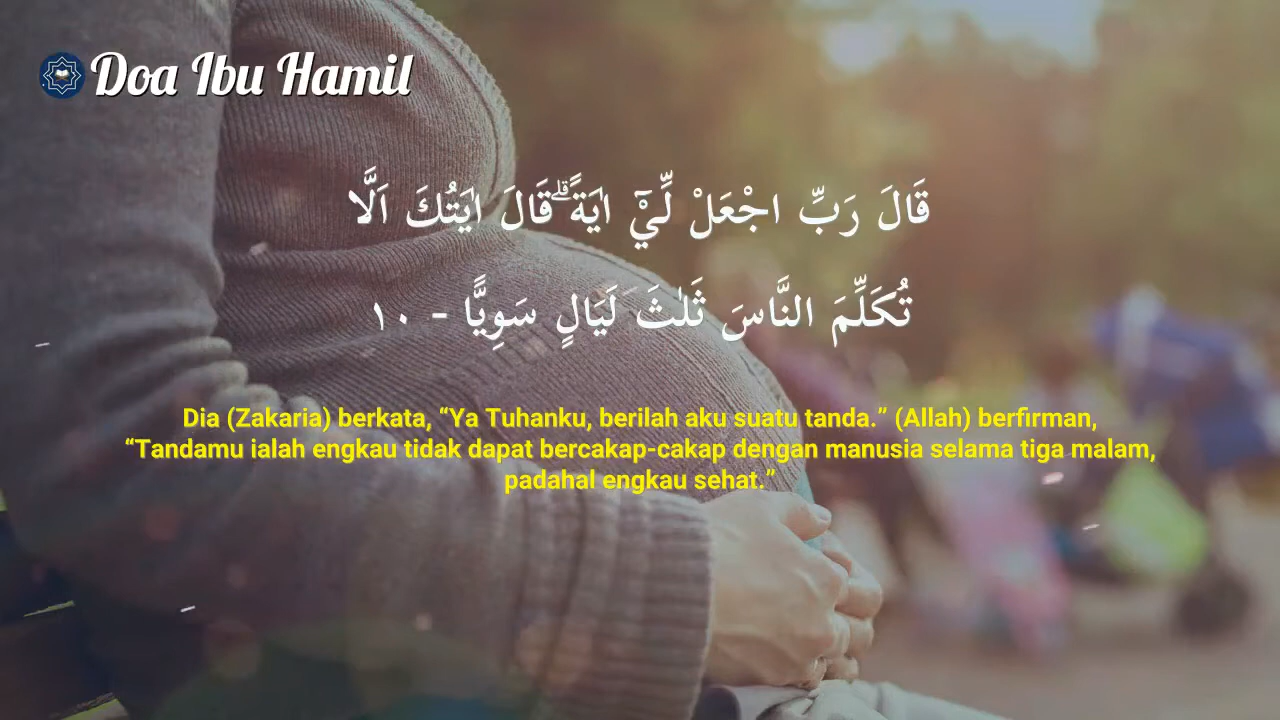 Doa Ibu Hamil
قَالَ رَبِّ اجْعَلْ لِّيْٓ اٰيَةً ۗقَالَ اٰيَتُكَ اَلَّا
تُكَلِّمَ النَّاسَ ثَلٰثَ لَيَالٍ سَوِيًّا - ١٠
Dia (Zakaria) berkata, “Ya Tuhanku, berilah aku suatu tanda.” (Allah) berfirman,
“Tandamu ialah engkau tidak dapat bercakap-cakap dengan manusia selama tiga malam,
padahal engkau sehat.”